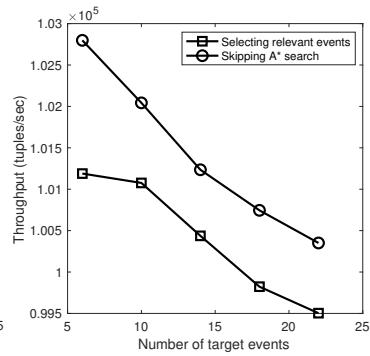 ×10⁵
1.03
1.025
1.02
1.015
1.01
1.005
1
0.995
Throughput (tuples/sec)
Selecting relevant events
Skipping A* search
5
5 10 15 20 25
Number of target events